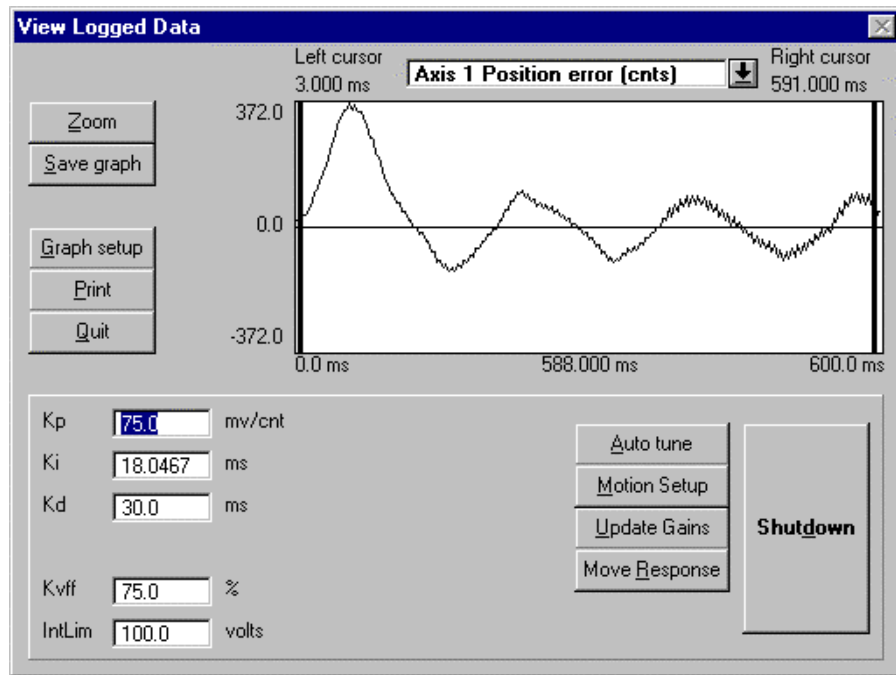 View Logged Data
Left cursor
3.000 ms
Axis 1 Position error (cnts)
Right cursor
591.000 ms
Zoom
Save graph
Graph setup
Print
Quit
372.0
0.0
-372.0
0.0 ms
588.000 ms
600.0 ms
Kp 75.0 mv/cnt
Ki 18.0467 ms
Kd 30.0 ms
Kvff 75.0 %
IntLim 100.0 volts
Auto tune
Motion Setup
Update Gains
Move Response
Shutdown